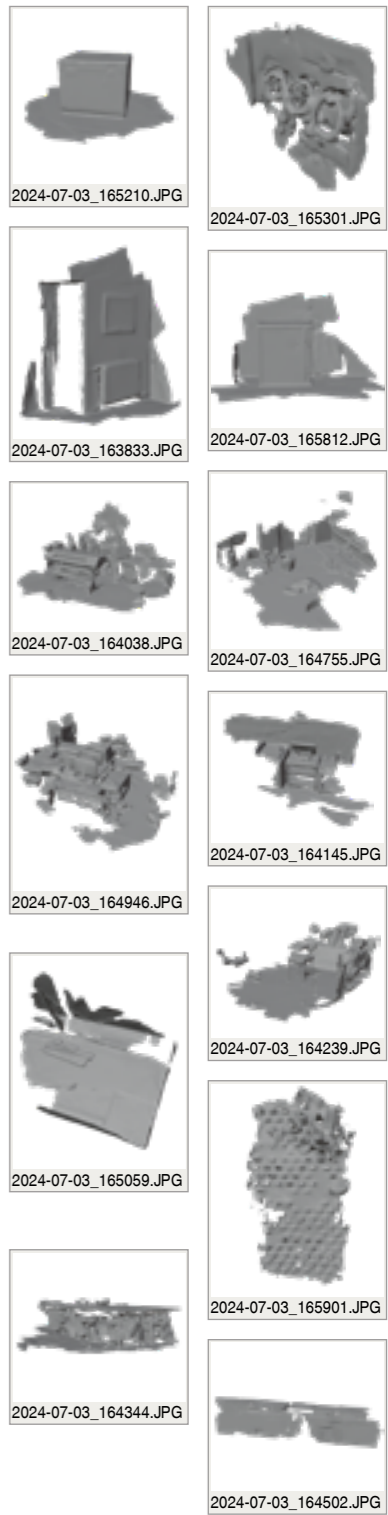 2024-07-03_165210.JPG
2024-07-03_165301.JPG
2024-07-03_163833.JPG
2024-07-03_165812.JPG
2024-07-03_164038.JPG
2024-07-03_164755.JPG
2024-07-03_164946.JPG
2024-07-03_164145.JPG
2024-07-03_164239.JPG
2024-07-03_165059.JPG
2024-07-03_165901.JPG
2024-07-03_164344.JPG
2024-07-03_164502.JPG